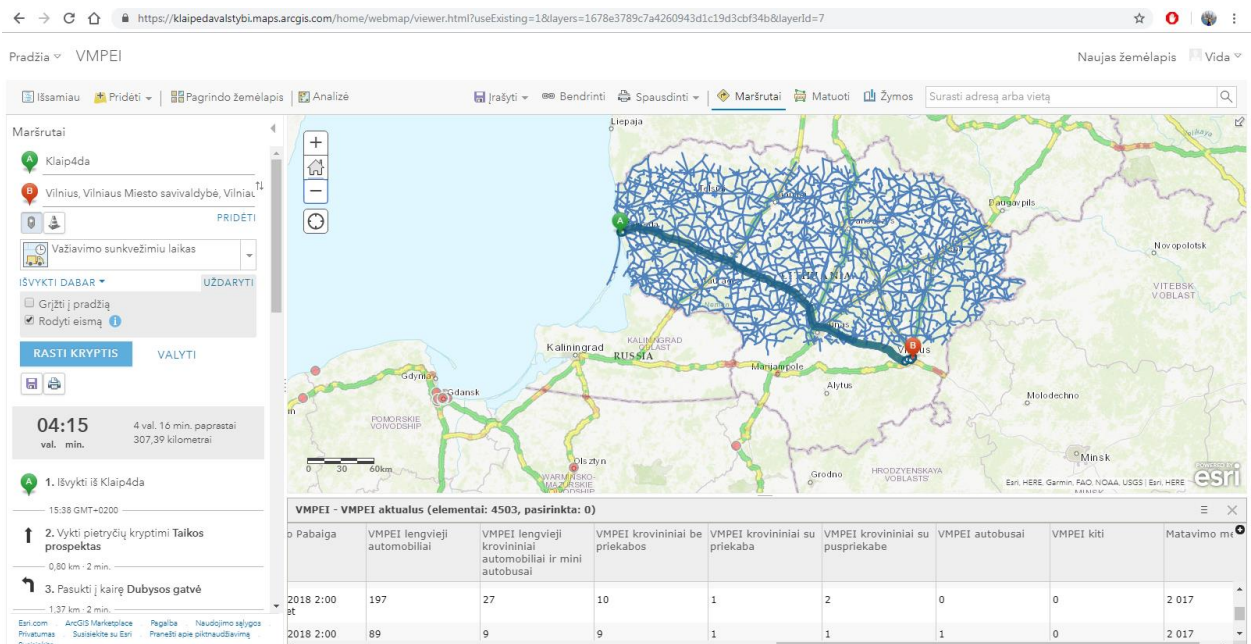 https://klaipedavalstybi.maps.arcgis.com/home/webmap/viewer.html?useExisting=1&layers=1678e3789c7a4260943d1c19d3cbf34b&layerId=7
Pradžia VMPEI Naujas žemėlapis Vida
Išsamiau Pridėti Pagrindo žemėlapis Analizė Įrašyti Bendrinti Spausdinti Maršrutai Matuoti Žymos Surasti adresą arba vietą
Maršrutai
A Klaip4da
B Vilnius, Vilniaus Miesto savivaldybė, Vilniau
PRIDĖTI
Važiavimo sunkvežimiu laikas
IŠVYKTI DABAR UŽDARYTI
Grįžti į pradžią
Rodyti eismą
RASTI KRYPTIS VALYTI
04:15
val. min.
4 val. 16 min. paprastai
307,39 kilometrai
A 1. Išvykti iš Klaip4da
15:38 GMT+0200
2. Vykti pietryčių kryptimi Taikos
prospektas
0,80 km · 2 min.
3. Pasukti į kairę Dubysos gatvė
1,37 km · 2 min.
Esri.com ArcGIS Marketplace Pagalba Naudojimo sąlygos
Privatumas Susisiekite su Esri Pranešti apie piktnaudžiavimą
Liepaja
Daugavpils
Novopolotsk
VITEBSK
VOBLAST
LITHUANIA
KALININGRAD
OBLAST
Kaliningrad
RUSSIA
Marijampole
Alytus
Molodechno
Gdynia
Gdansk
POMORSKIE
VOIVODSHIP
Olsztyn
WARMINSKO-
MAZURSKIE
Grodno
HRODZYENSKAYA
VOBLASTS'
Minsk
MINSK
0 30 60km
Esri, HERE, Garmin, FAO, NOAA, USGS | Esri, HERE
POWERED BY
esri
VMPEI - VMPEI aktualus (elementai: 4503, pasirinkta: 0)
o Pabaiga
VMPEI lengvieji
automobiliai
VMPEI lengvieji
krovininiai
automobiliai ir mini
autobusai
VMPEI krovininiai be
priekabos
VMPEI krovininiai su
priekaba
VMPEI krovininiai su
puspriekabe
VMPEI autobusai
VMPEI kiti
Matavimo me
2018 2:00 197 27 10 1 2 0 0 2 017
et
2018 2:00 89 9 9 1 1 1 0 2 017